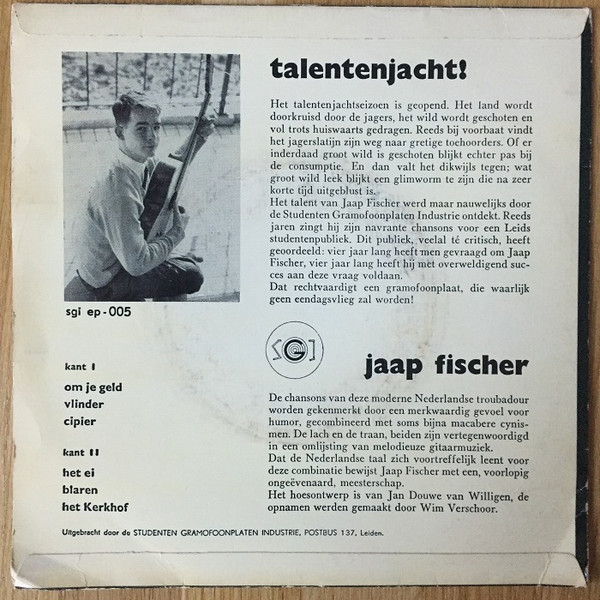 talentenjacht!
Het talentenjachtseizoen is geopend. Het land wordt
doorkruisd door de jagers, het wild wordt geschoten en
vol trots huiswaarts gedragen. Reeds bij voorbaat vindt
het jagerslatijn zijn weg naar gretige toehoorders. Of er
inderdaad groot wild is geschoten blijkt echter pas bij
de consumptie. En dan valt het dikwijls tegen; wat
groot wild leek blijkt een glimworm te zijn die na zeer
korte tijd uitgeblust is.
Het talent van Jaap Fischer werd maar nauwelijks door
de Studenten Gramofoonplaten Industrie ontdekt. Reeds
jaren zingt hij zijn navrante chansons voor een Leids
studentenpubliek. Dit publiek, veelal té critisch, heeft
geoordeeld: vier jaar lang heeft men gevraagd om Jaap
Fischer, vier jaar lang heeft hij met overweldigend suc-
ces aan deze vraag voldaan.
Dat rechtvaardigt een gramofoonplaat, die waarlijk
geen eendagsvlieg zal worden!
sgi ep-005
SGI
jaap fischer
kant I
om je geld
vlinder
cipier
kant II
het ei
blaren
het Kerkhof
De chansons van deze moderne Nederlandse troubadour
worden gekenmerkt door een merkwaardig gevoel voor
humor, gecombineerd met soms bijna macabere cynis-
men. De lach en de traan, beiden zijn vertegenwoordigd
in een omlijsting van melodieuze gitaarmuziek.
Dat de Nederlandse taal zich voortreffelijk leent voor
deze combinatie bewijst Jaap Fischer met een, voorlopig
ongeëvenaard, meesterschap.
Het hoesontwerp is van Jan Douwe van Willigen, de
opnamen werden gemaakt door Wim Verschoor.
Uitgebracht door de STUDENTEN GRAMOFOONPLATEN INDUSTRIE, POSTBUS 137, Leiden.